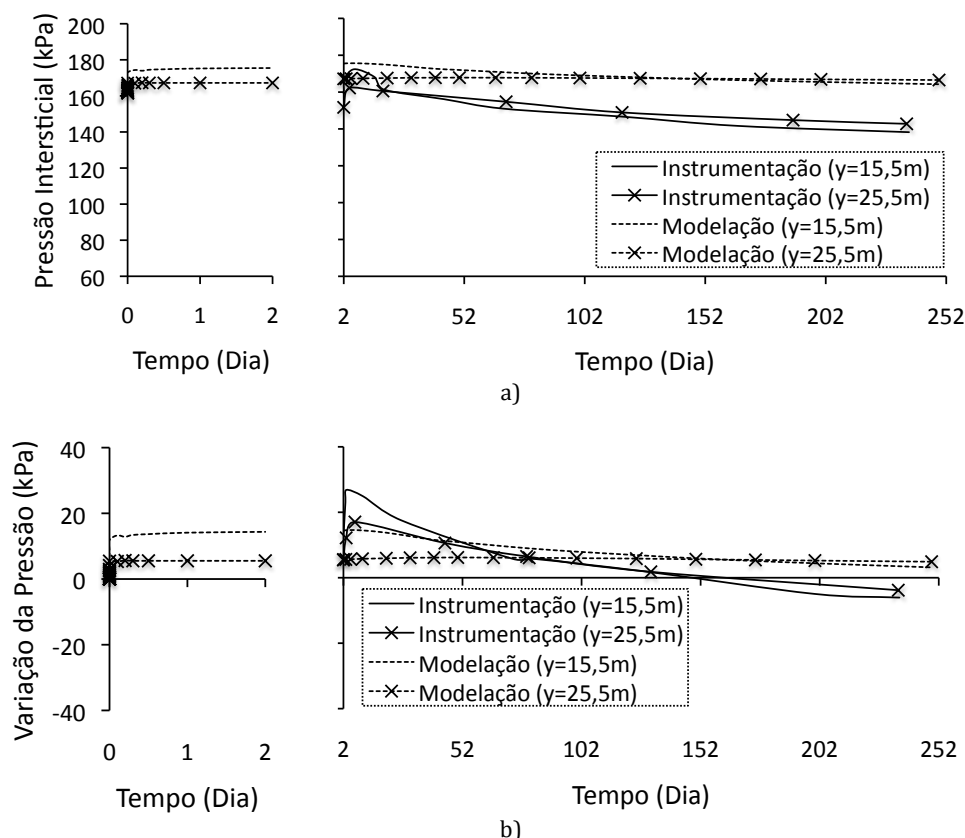 Pressão Intersticial (kPa)
200
180
160
140
120
100
80
60
0
1
2
Tempo (Dia)
2
52
102
152
202
252
Tempo (Dia)
Instrumentação (y=15,5m)
Instrumentação (y=25,5m)
Modelação (y=15,5m)
Modelação (y=25,5m)
a)
Variação da Pressão (kPa)
40
20
0
-20
-40
0
1
2
Tempo (Dia)
2
52
102
152
202
252
Tempo (Dia)
Instrumentação (y=15,5m)
Instrumentação (y=25,5m)
Modelação (y=15,5m)
Modelação (y=25,5m)
b)